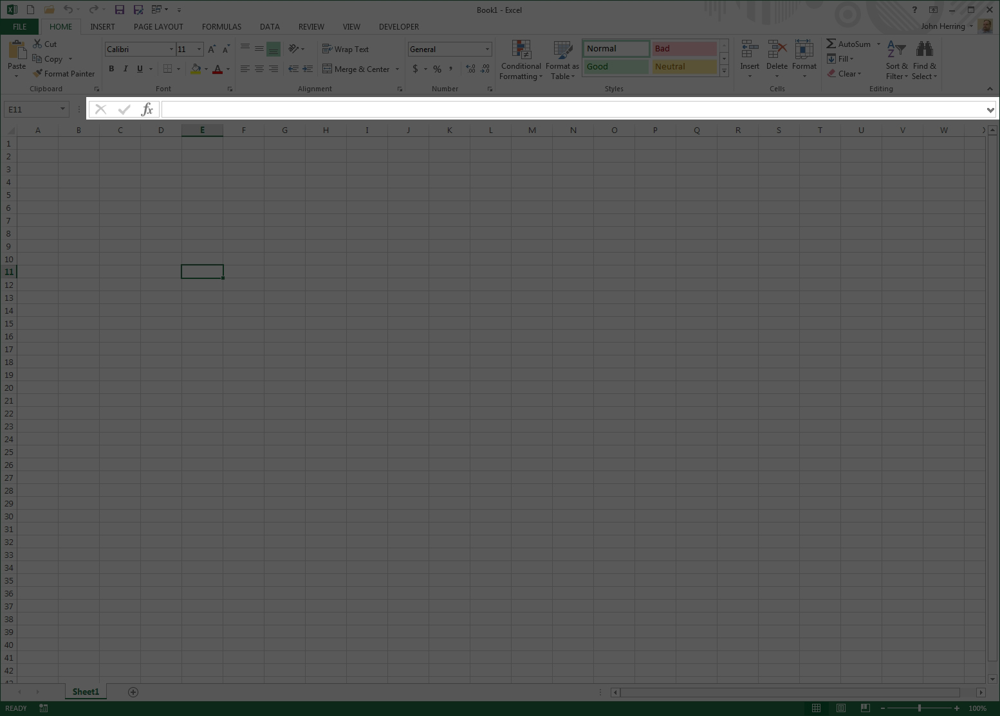 Book1 - Excel
FILE HOME INSERT PAGE LAYOUT FORMULAS DATA REVIEW VIEW DEVELOPER John Herring
Paste
Cut
Copy
Format Painter
Clipboard
Calibri 11
B I U
Font
Wrap Text
Merge & Center
Alignment
General
$ % ,
Number
Conditional
Formatting
Format as
Table
Normal Bad
Good Neutral
Styles
Insert Delete Format
Cells
AutoSum
Fill
Clear
Sort &
Filter
Find &
Select
Editing
E11 fx
A B C D E F G H I J K L M N O P Q R S T U V W
1
2
3
4
5
6
7
8
9
10
11
12
13
14
15
16
17
18
19
20
21
22
23
24
25
26
27
28
29
30
31
32
33
34
35
36
37
38
39
40
41
42
Sheet1
READY 100%